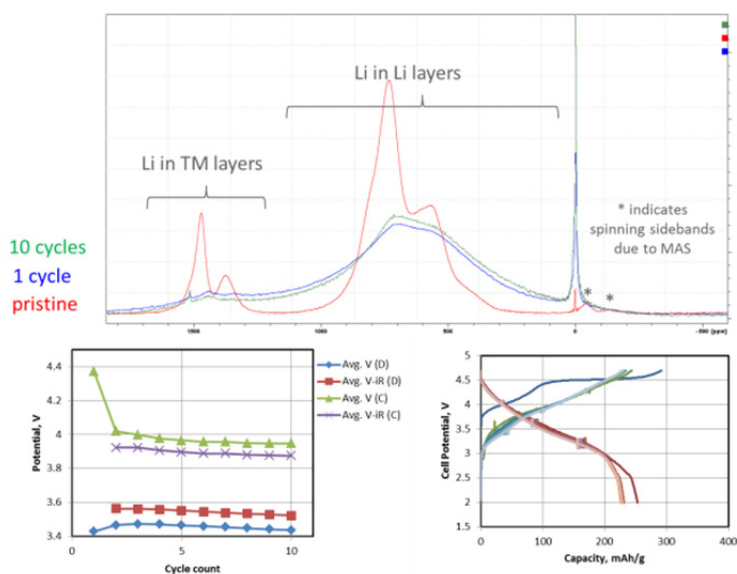 Li in Li layers
Li in TM layers
* indicates
spinning sidebands
due to MAS
10 cycles
1 cycle
pristine
* *
1500 1000 500 0 -500 [ppm]
Avg. V (D)
Avg. V-iR (D)
Avg. V (C)
Avg. V-iR (C)
Potential, V
4.4
4.2
4
3.8
3.6
3.4
0 5 10
Cycle count
Cell Potential, V
5
4.5
4
3.5
3
2.5
2
1.5
0 100 200 300 400
Capacity, mAh/g